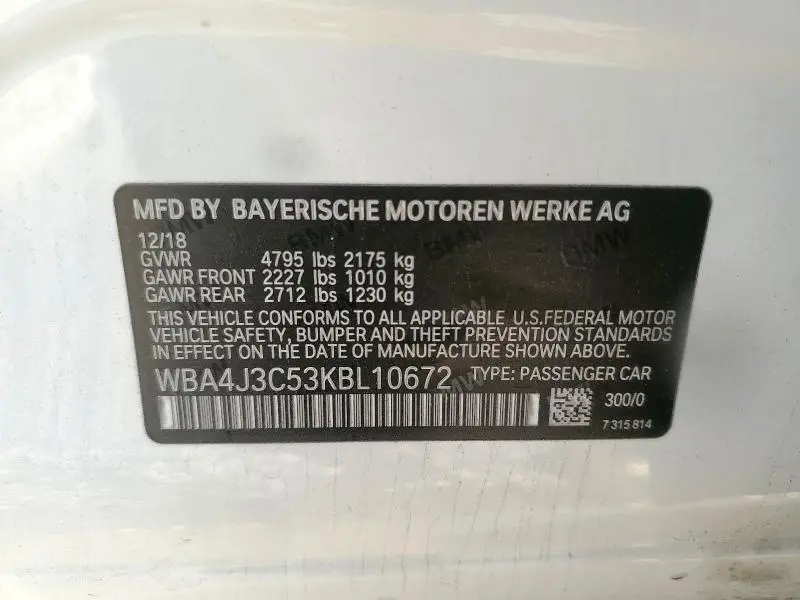 MFD BY BAYERISCHE MOTOREN WERKE AG
12/18
GVWR 4795 lbs 2175 kg
GAWR FRONT 2227 lbs 1010 kg
GAWR REAR 2712 lbs 1230 kg
THIS VEHICLE CONFORMS TO ALL APPLICABLE U.S.FEDERAL MOTOR
VEHICLE SAFETY, BUMPER AND THEFT PREVENTION STANDARDS
IN EFFECT ON THE DATE OF MANUFACTURE SHOWN ABOVE.
WBA4J3C53KBL10672 TYPE: PASSENGER CAR
300/0
7 315 814